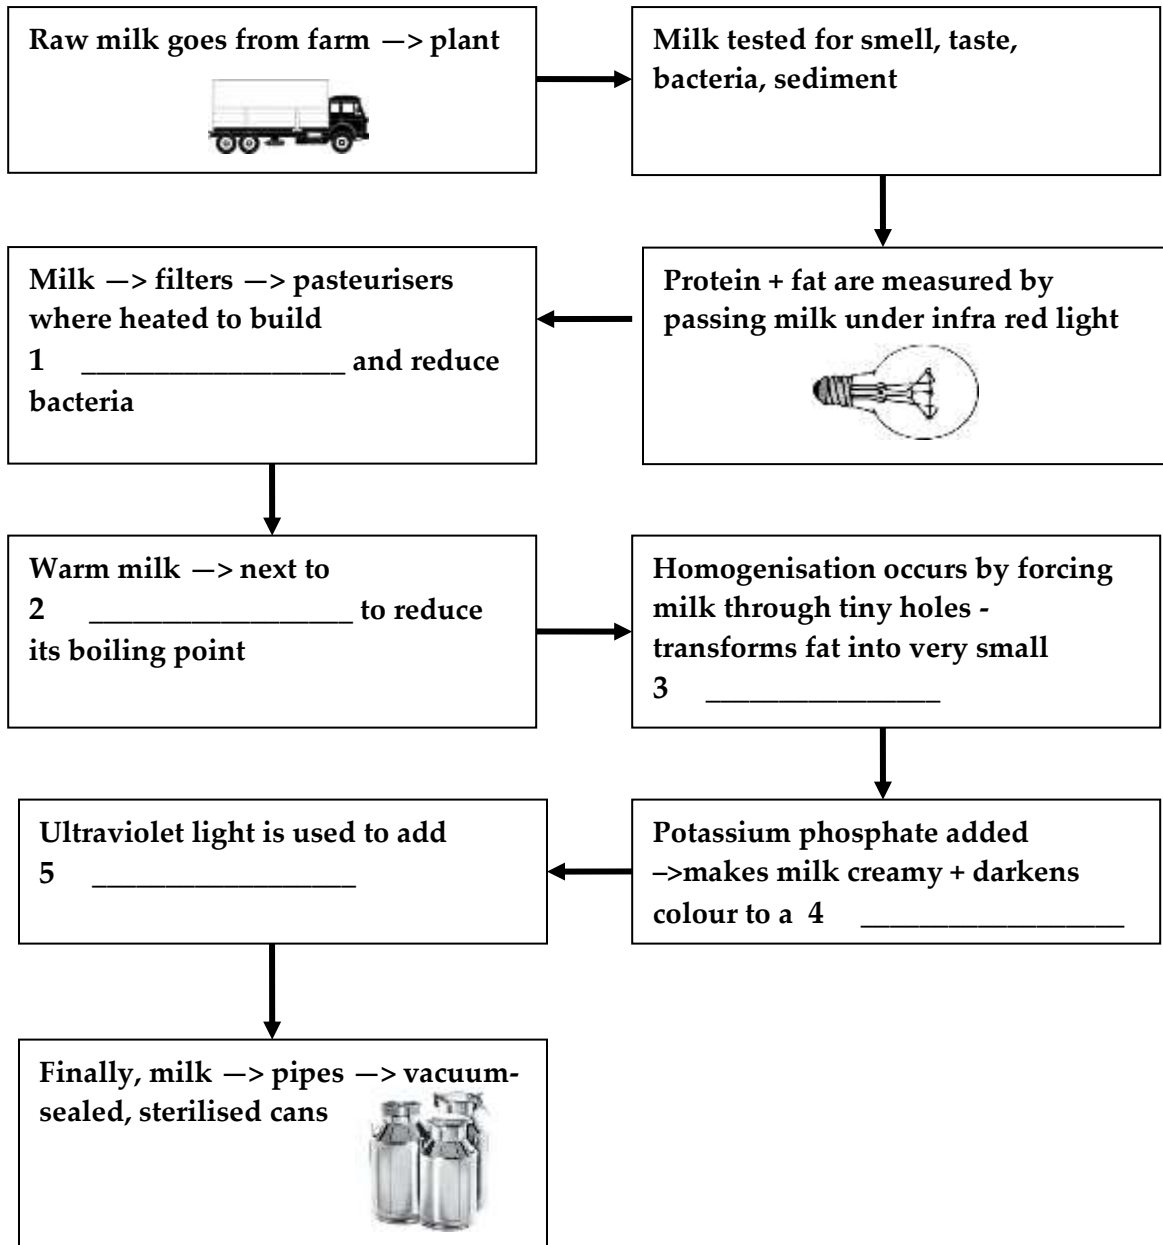 Raw milk goes from farm —> plant
Milk tested for smell, taste,
bacteria, sediment
Protein + fat are measured by
passing milk under infra red light
Milk —> filters —> pasteurisers
where heated to build
1 __________________ and reduce
bacteria
Warm milk —> next to
2 __________________ to reduce
its boiling point
Homogenisation occurs by forcing
milk through tiny holes -
transforms fat into very small
3 ________________
Potassium phosphate added
–>makes milk creamy + darkens
colour to a 4 __________________
Ultraviolet light is used to add
5 __________________
Finally, milk —> pipes —> vacuum-
sealed, sterilised cans